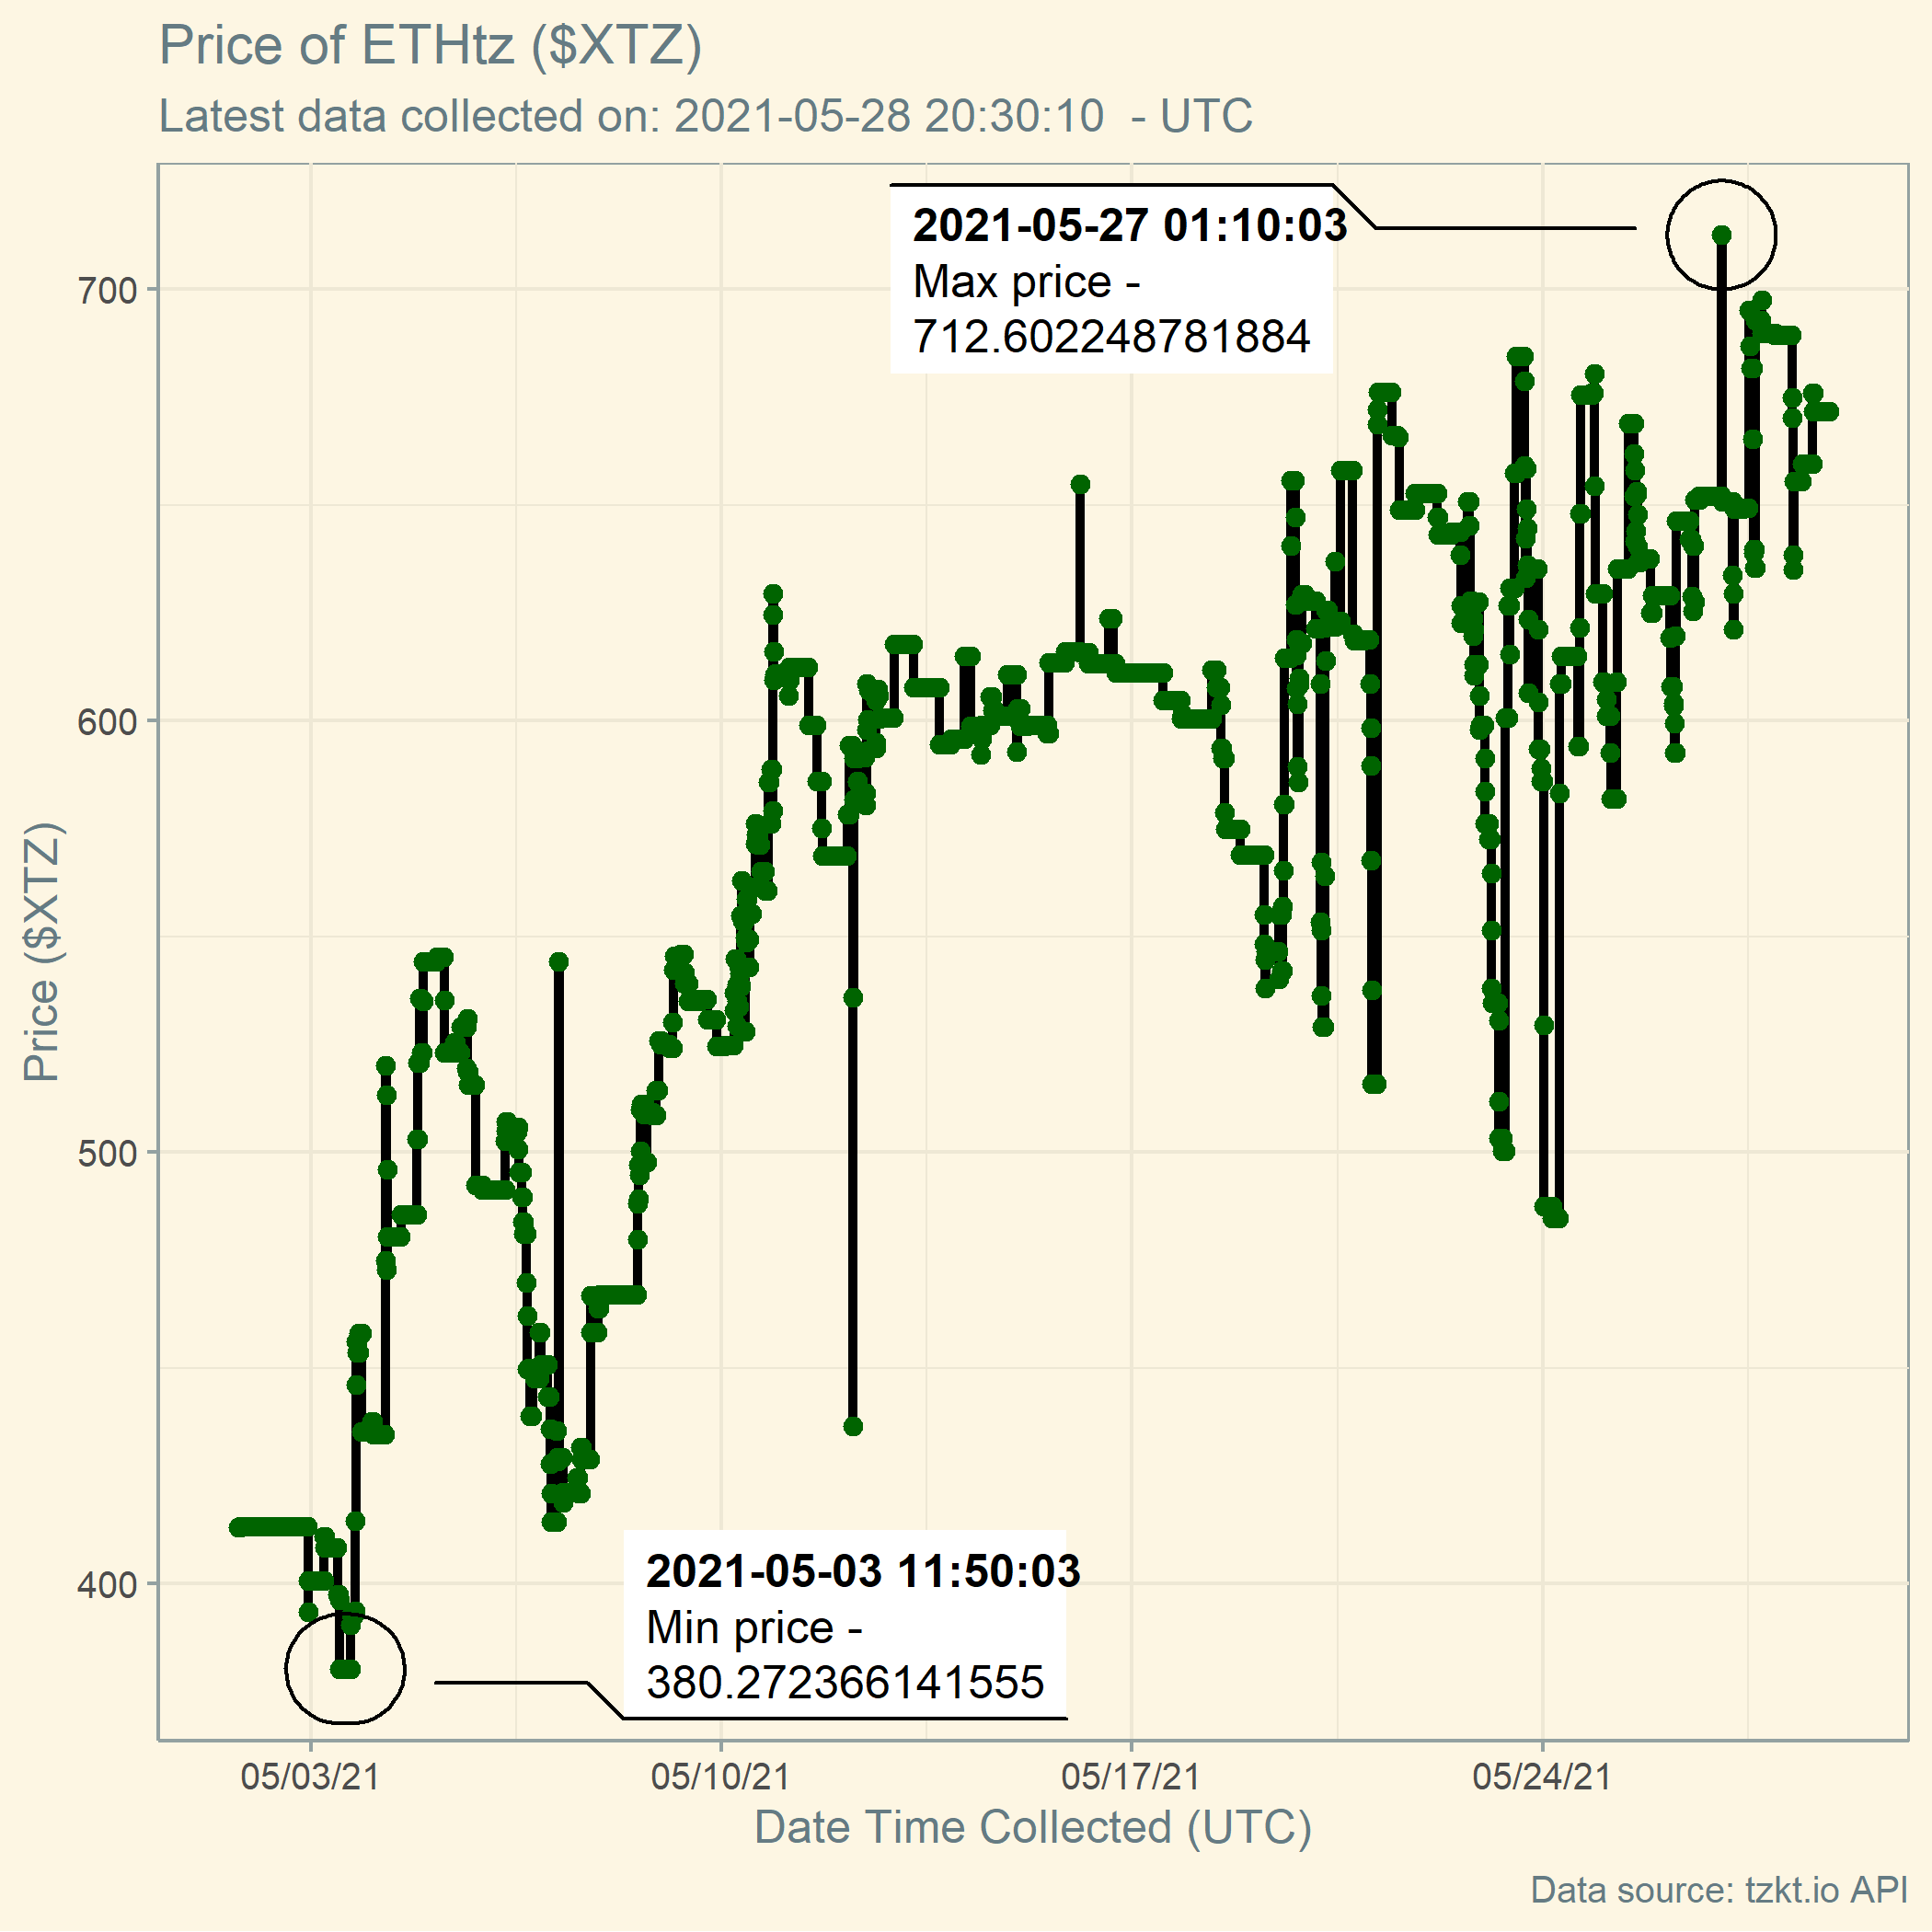 Price of ETHtz ($XTZ)
Latest data collected on: 2021-05-28 20:30:10  - UTC
2021-05-27 01:10:03
Max price -
712.602248781884
700
600
500
400
Price ($XTZ)
2021-05-03 11:50:03
Min price -
380.272366141555
05/03/21
05/10/21
05/17/21
05/24/21
Date Time Collected (UTC)
Data source: tzkt.io API